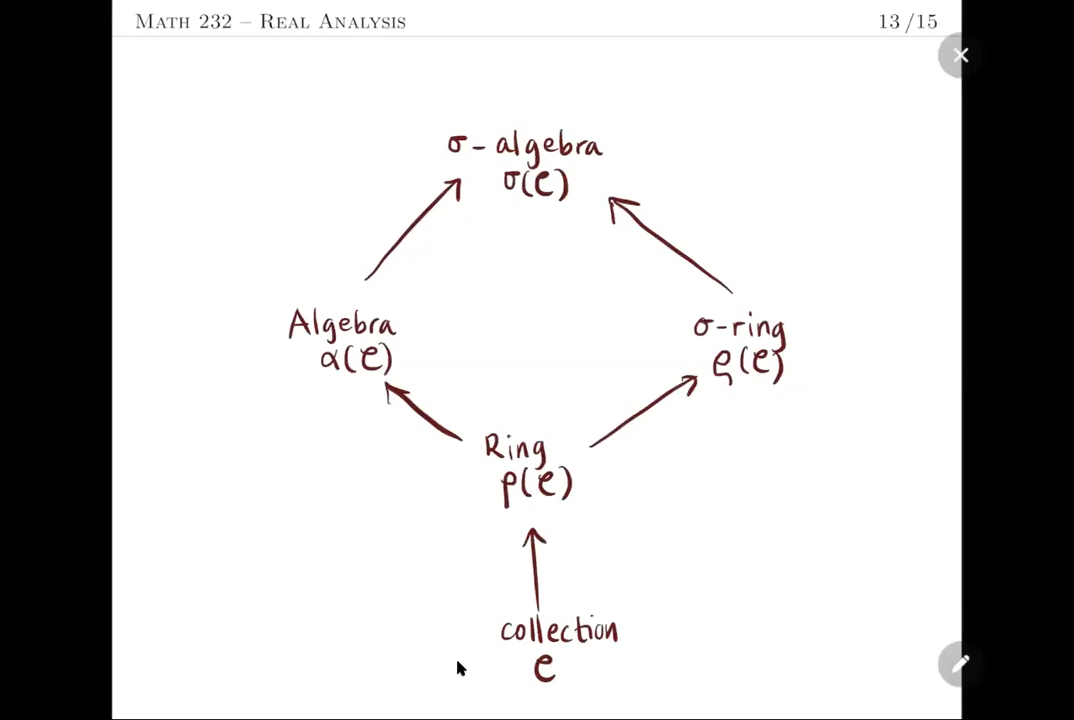 MATH 232 – REAL ANALYSIS
13/15
σ- algebra
σ(C)
Algebra
α(C)
σ-ring
ϱ(C)
Ring
ρ(C)
collection
C